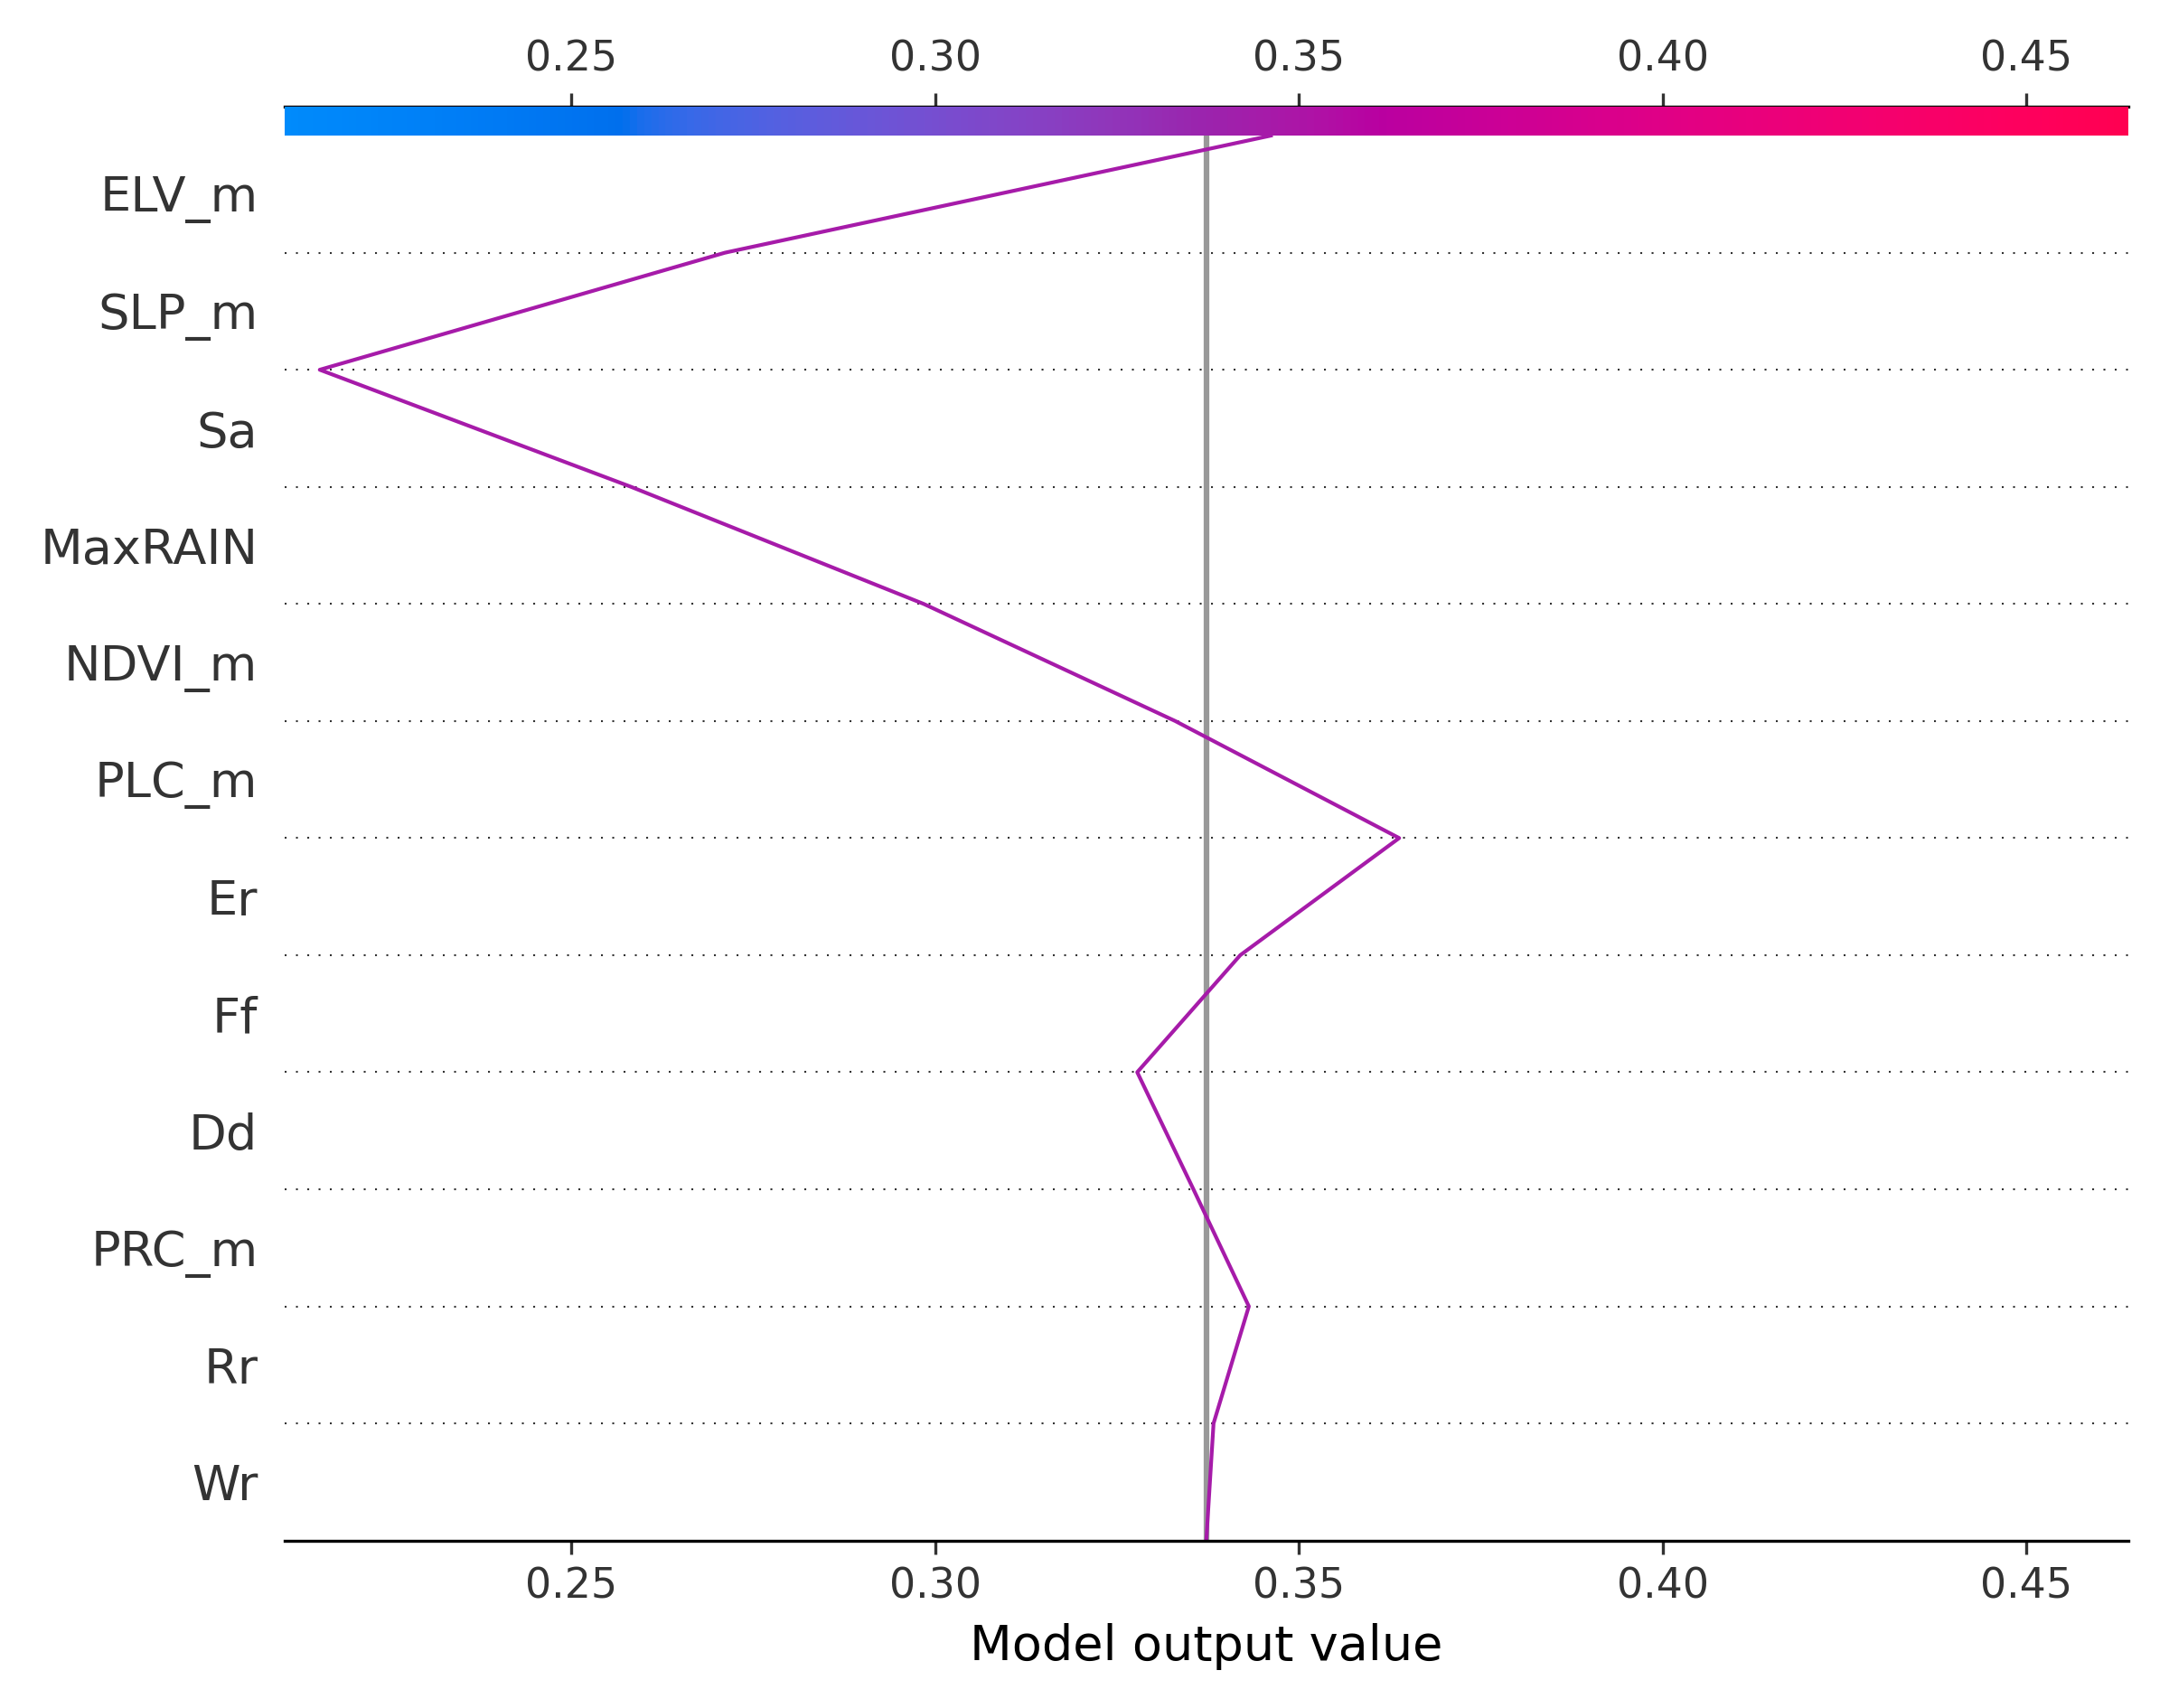 0.25 0.30 0.35 0.40 0.45
ELV_m
SLP_m
Sa
MaxRAIN
NDVI_m
PLC_m
Er
Ff
Dd
PRC_m
Rr
Wr
0.25 0.30 0.35 0.40 0.45
Model output value